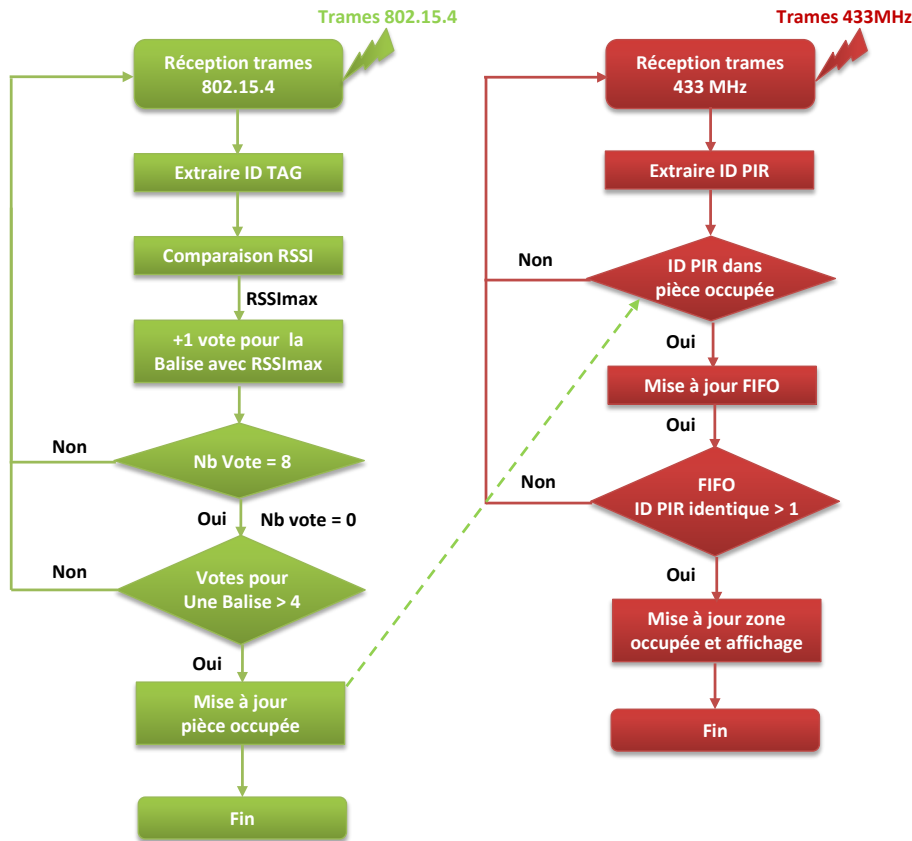 Trames 802.15.4
Réception trames
802.15.4
Extraire ID TAG
Comparaison RSSI
RSSImax
+1 vote pour la
Balise avec RSSImax
Non
Nb Vote = 8
Oui
Nb vote = 0
Non
Votes pour
Une Balise > 4
Oui
Mise à jour
pièce occupée
Fin
Trames 433MHz
Réception trames
433 MHz
Extraire ID PIR
Non
ID PIR dans
pièce occupée
Oui
Mise à jour FIFO
Oui
Non
FIFO
ID PIR identique > 1
Oui
Mise à jour zone
occupée et affichage
Fin